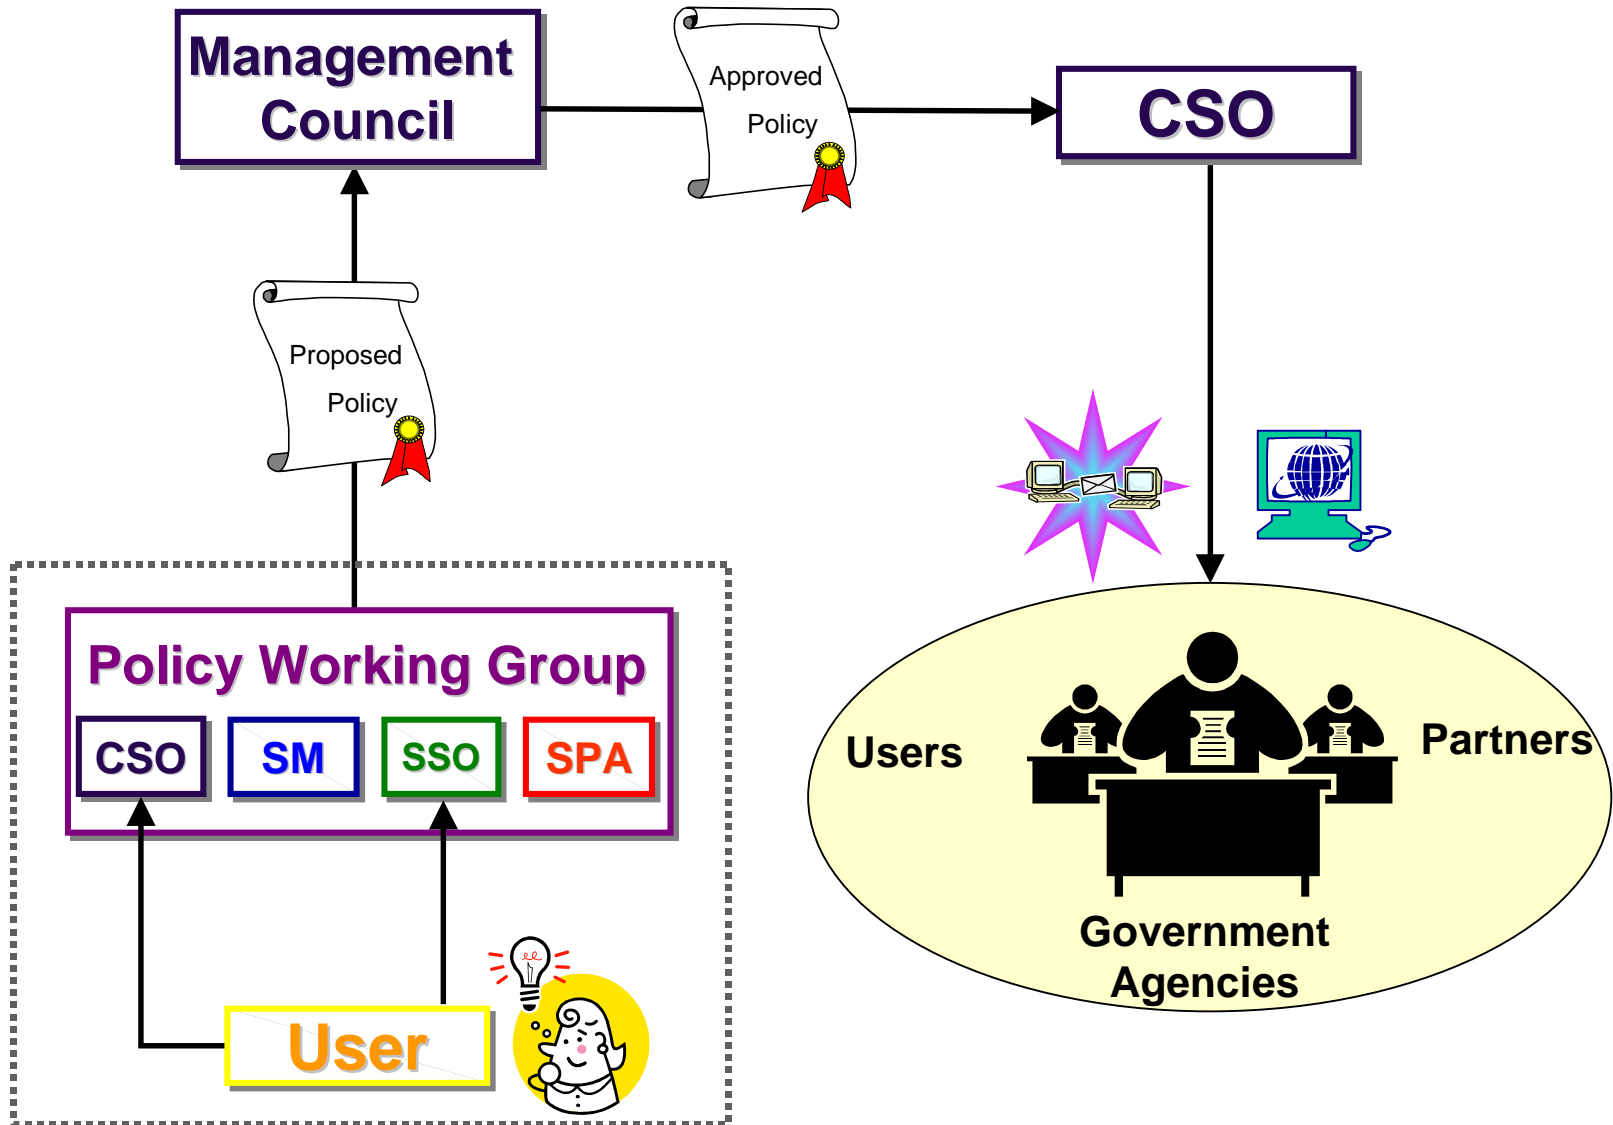 Management
Council
Approved
Policy
CSO
Proposed
Policy
Policy Working Group
CSO
SM
SSO
SPA
User
Users
Partners
Government
Agencies